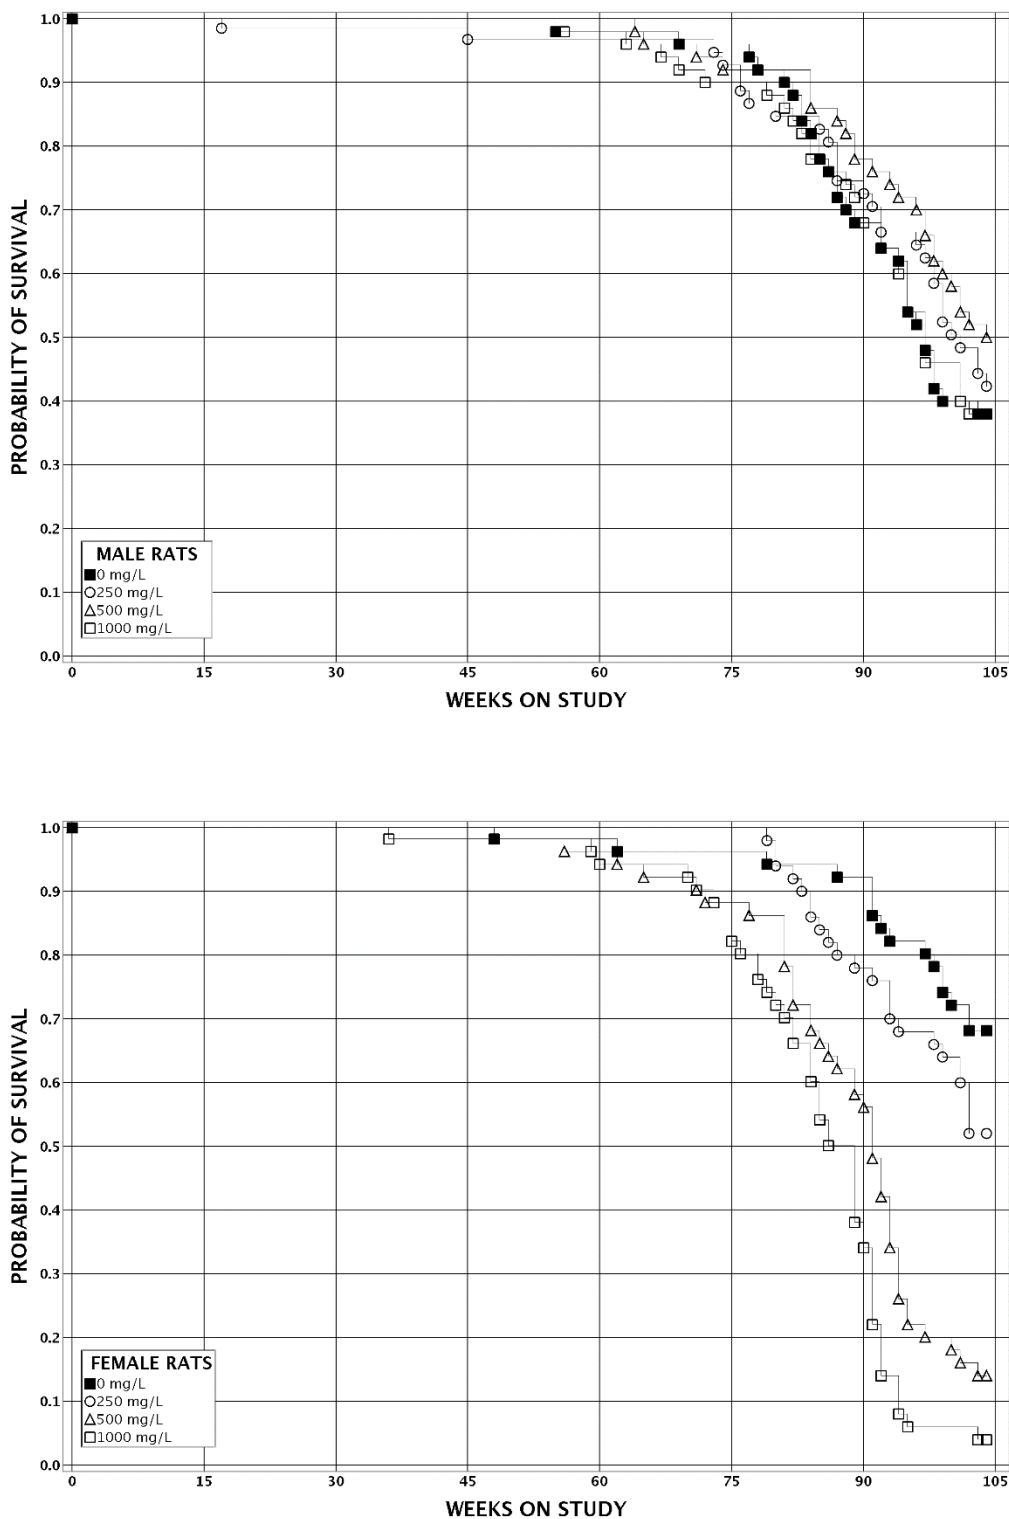 1.0
0.9
0.8
0.7
0.6
0.5
0.4
0.3
0.2
0.1
0.0
PROBABILITY OF SURVIVAL
MALE RATS
0 mg/L
250 mg/L
500 mg/L
1000 mg/L
0 15 30 45 60 75 90 105
WEEKS ON STUDY
1.0
0.9
0.8
0.7
0.6
0.5
0.4
0.3
0.2
0.1
0.0
PROBABILITY OF SURVIVAL
FEMALE RATS
0 mg/L
250 mg/L
500 mg/L
1000 mg/L
0 15 30 45 60 75 90 105
WEEKS ON STUDY